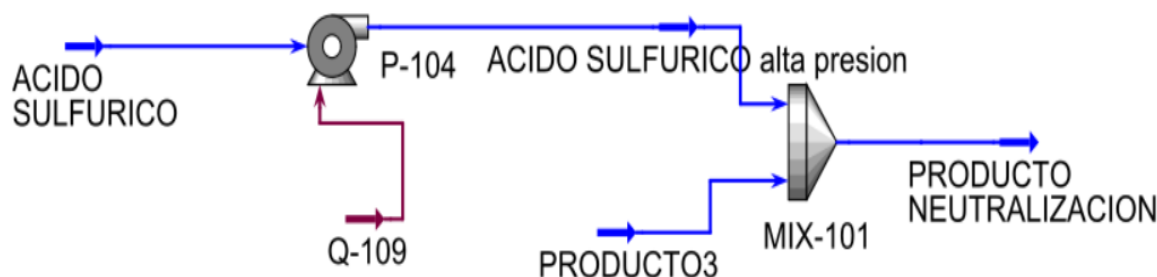 ACIDO
SULFURICO
P-104
ACIDO SULFURICO alta presion
Q-109
PRODUCTO3
MIX-101
PRODUCTO
NEUTRALIZACION